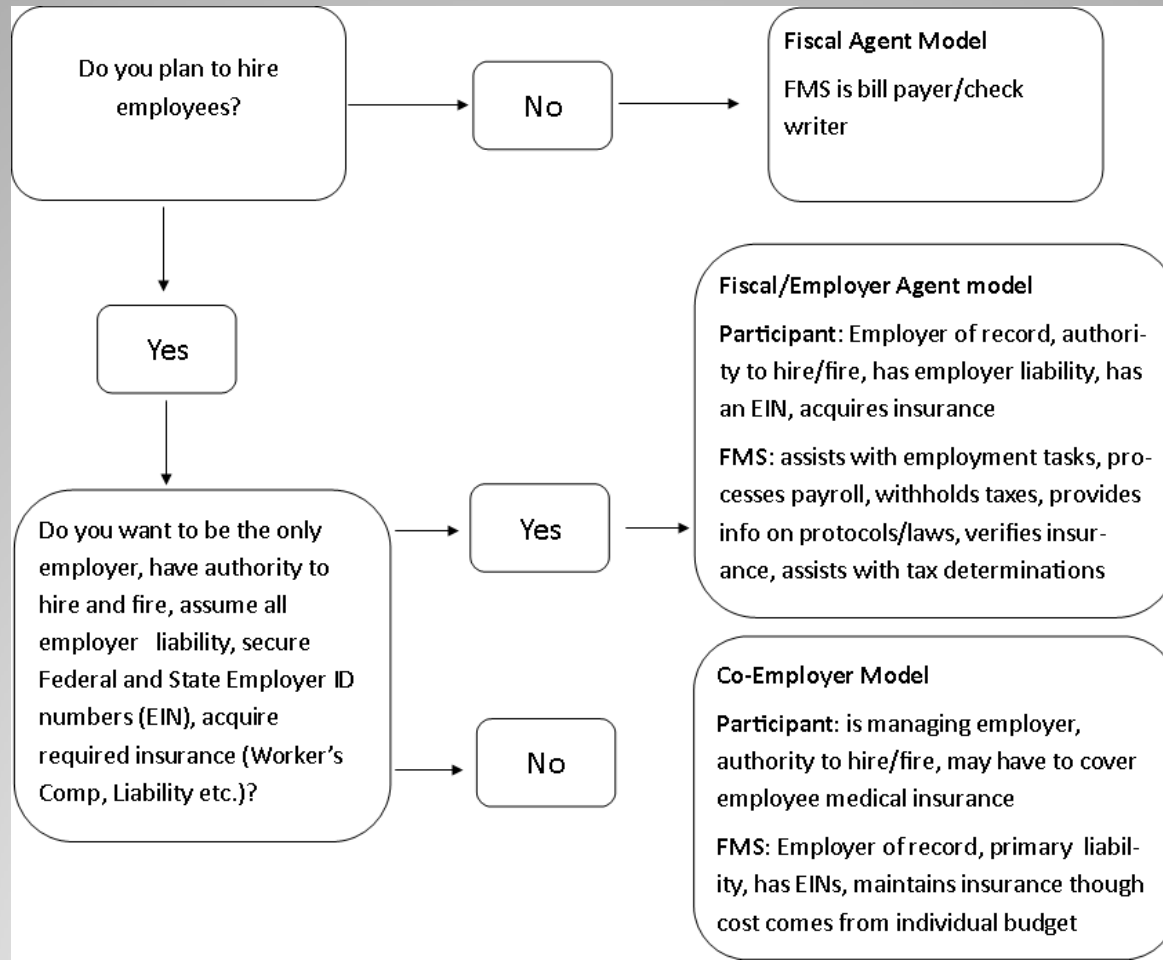 Do you plan to hire
employees?
No
Fiscal Agent Model
FMS is bill payer/check
writer
Yes
Do you want to be the only
employer, have authority to
hire and fire, assume all
employer liability, secure
Federal and State Employer ID
numbers (EIN), acquire
required insurance (Worker's
Comp, Liability etc.)?
Yes
Fiscal/Employer Agent model
Participant: Employer of record, authori-
ty to hire/fire, has employer liability, has
an EIN, acquires insurance
FMS: assists with employment tasks, pro-
cesses payroll, withholds taxes, provides
info on protocols/laws, verifies insur-
ance, assists with tax determinations
No
Co-Employer Model
Participant: is managing employer,
authority to hire/fire, may have to cover
employee medical insurance
FMS: Employer of record, primary liabil-
ity, has EINs, maintains insurance though
cost comes from individual budget